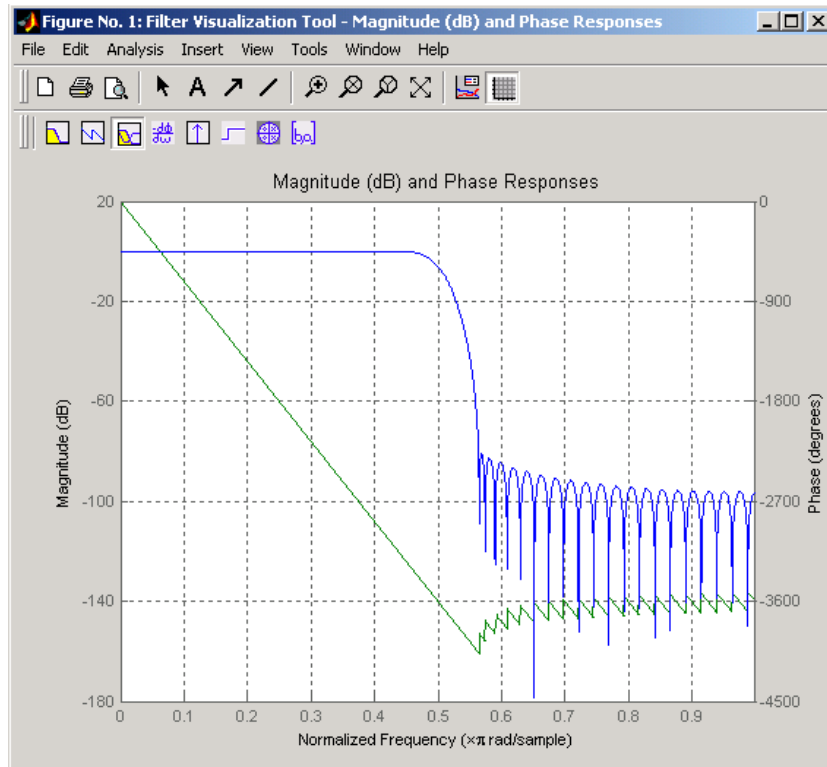 Figure No. 1: Filter Visualization Tool - Magnitude (dB) and Phase Responses
File Edit Analysis Insert View Tools Window Help
A
[b,a]
Magnitude (dB) and Phase Responses
20
-20
-60
-100
-140
-180
Magnitude (dB)
0
-900
-1800
-2700
-3600
-4500
Phase (degrees)
0 0.1 0.2 0.3 0.4 0.5 0.6 0.7 0.8 0.9
Normalized Frequency (×π rad/sample)